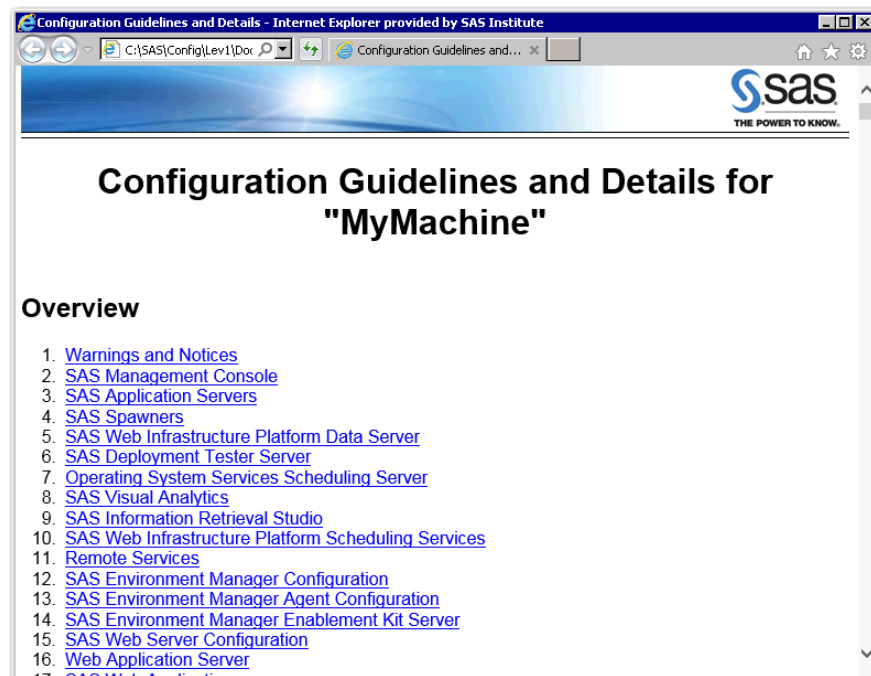 Configuration Guidelines and Details - Internet Explorer provided by SAS Institute
C:\SAS\Config\Lev1\Doc
Configuration Guidelines and...
sas
THE POWER TO KNOW.
Configuration Guidelines and Details for
"MyMachine"
Overview
1. Warnings and Notices
2. SAS Management Console
3. SAS Application Servers
4. SAS Spawners
5. SAS Web Infrastructure Platform Data Server
6. SAS Deployment Tester Server
7. Operating System Services Scheduling Server
8. SAS Visual Analytics
9. SAS Information Retrieval Studio
10. SAS Web Infrastructure Platform Scheduling Services
11. Remote Services
12. SAS Environment Manager Configuration
13. SAS Environment Manager Agent Configuration
14. SAS Environment Manager Enablement Kit Server
15. SAS Web Server Configuration
16. Web Application Server